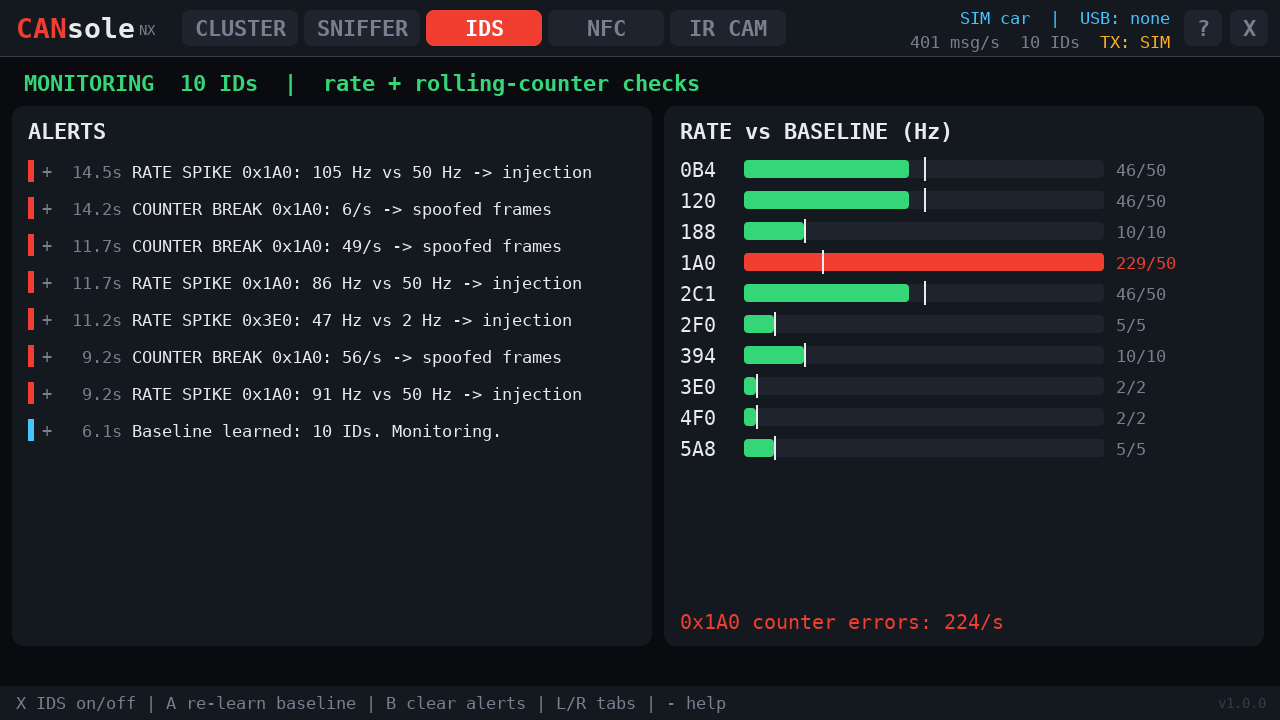 CANsole NX CLUSTER SNIFFER IDS NFC IR CAM ? X
SIM car | USB: none
401 msg/s 10 IDs TX: SIM
MONITORING 10 IDs | rate + rolling-counter checks
ALERTS
+ 14.5s RATE SPIKE 0x1A0: 105 Hz vs 50 Hz -> injection
+ 14.2s COUNTER BREAK 0x1A0: 6/s -> spoofed frames
+ 11.7s COUNTER BREAK 0x1A0: 49/s -> spoofed frames
+ 11.7s RATE SPIKE 0x1A0: 86 Hz vs 50 Hz -> injection
+ 11.2s RATE SPIKE 0x3E0: 47 Hz vs 2 Hz -> injection
+ 9.2s COUNTER BREAK 0x1A0: 56/s -> spoofed frames
+ 9.2s RATE SPIKE 0x1A0: 91 Hz vs 50 Hz -> injection
+ 6.1s Baseline learned: 10 IDs. Monitoring.
RATE vs BASELINE (Hz)
0B4 46/50
120 46/50
188 10/10
1A0 229/50
2C1 46/50
2F0 5/5
394 10/10
3E0 2/2
4F0 2/2
5A8 5/5
0x1A0 counter errors: 224/s
X IDS on/off | A re-learn baseline | B clear alerts | L/R tabs | - help
v1.0.0